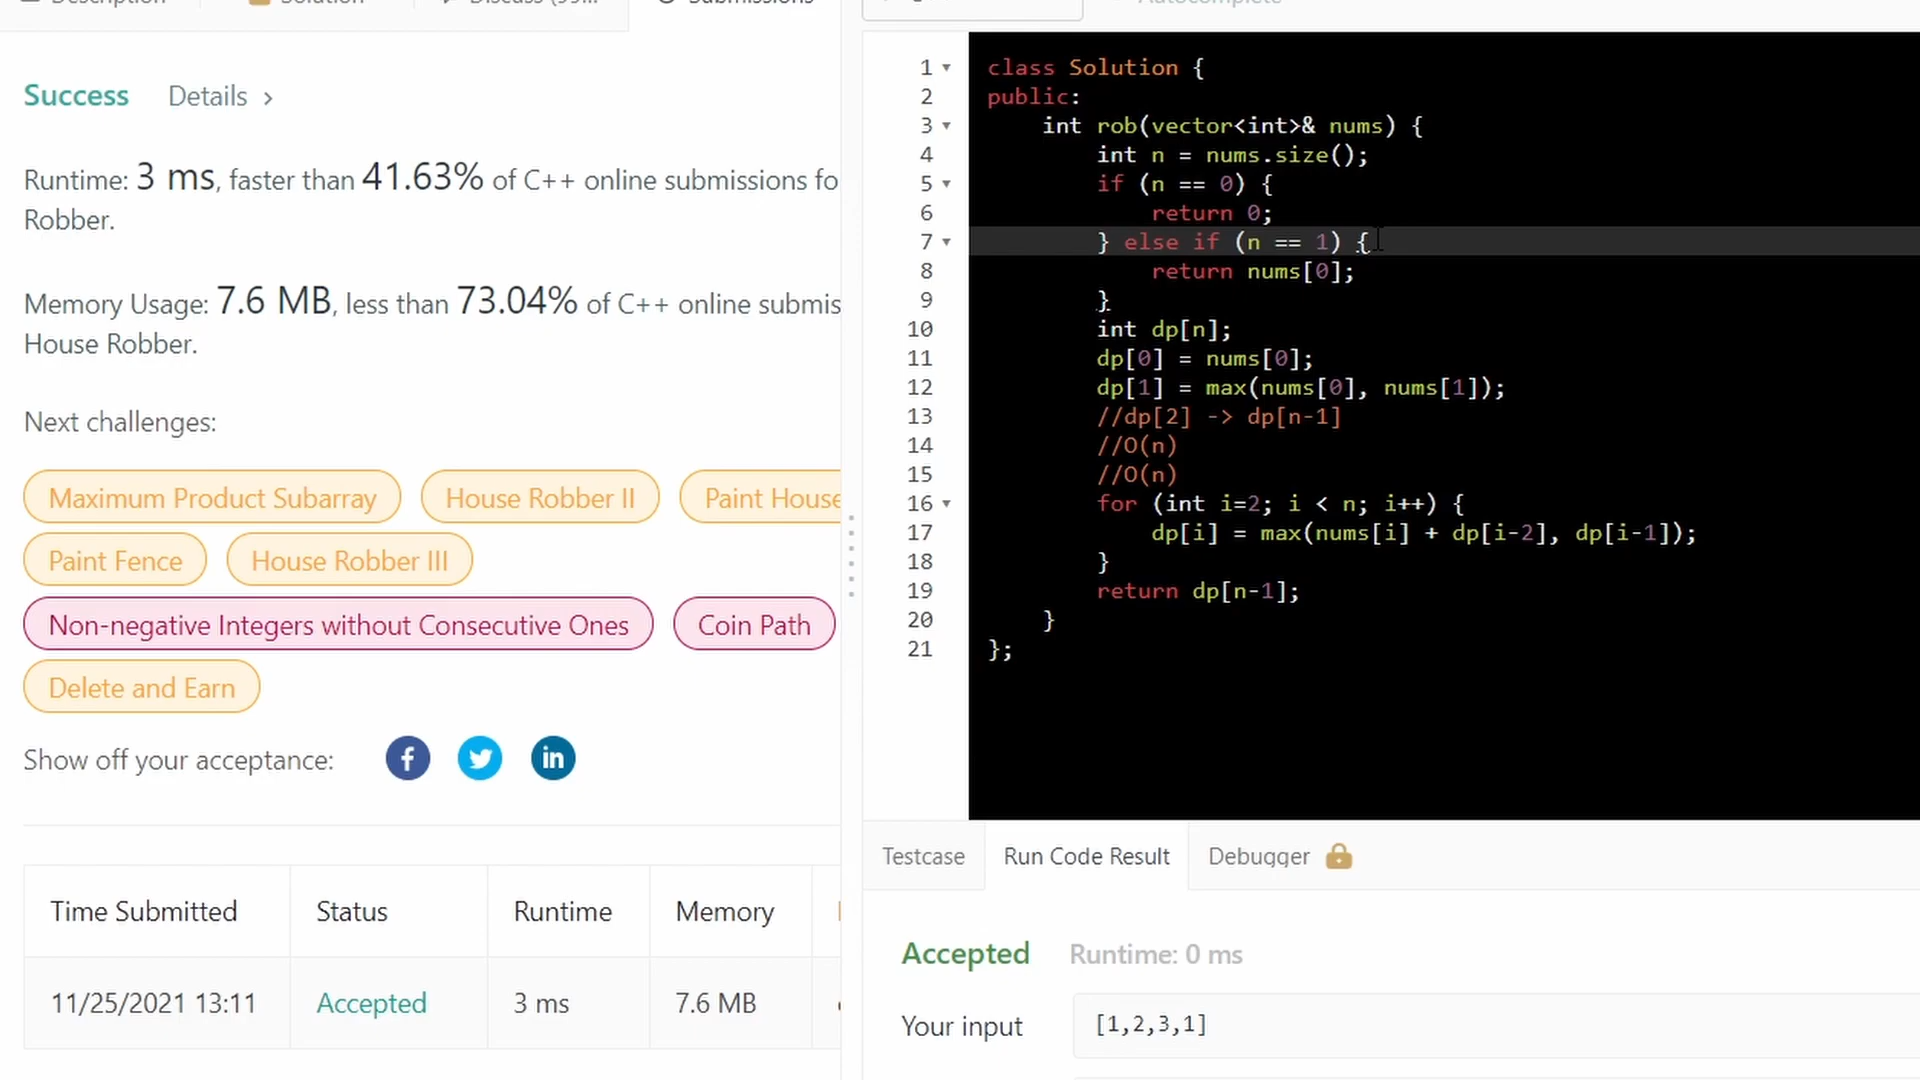 Description
Solution
Submissions
Autocomplete
Success Details >
Runtime: 3 ms, faster than 41.63% of C++ online submissions fo
Robber.
Memory Usage: 7.6 MB, less than 73.04% of C++ online submis
House Robber.
Next challenges:
Maximum Product Subarray
House Robber II
Paint House
Paint Fence
House Robber III
Non-negative Integers without Consecutive Ones
Coin Path
Delete and Earn
Show off your acceptance:
Time Submitted Status Runtime Memory
11/25/2021 13:11 Accepted 3 ms 7.6 MB
1 class Solution {
2 public:
3     int rob(vector<int>& nums) {
4         int n = nums.size();
5         if (n == 0) {
6             return 0;
7         } else if (n == 1) {
8             return nums[0];
9         }
10         int dp[n];
11         dp[0] = nums[0];
12         dp[1] = max(nums[0], nums[1]);
13         //dp[2] -> dp[n-1]
14         //O(n)
15         //O(n)
16         for (int i=2; i < n; i++) {
17             dp[i] = max(nums[i] + dp[i-2], dp[i-1]);
18         }
19         return dp[n-1];
20     }
21 };
Testcase Run Code Result Debugger
Accepted Runtime: 0 ms
Your input [1,2,3,1]